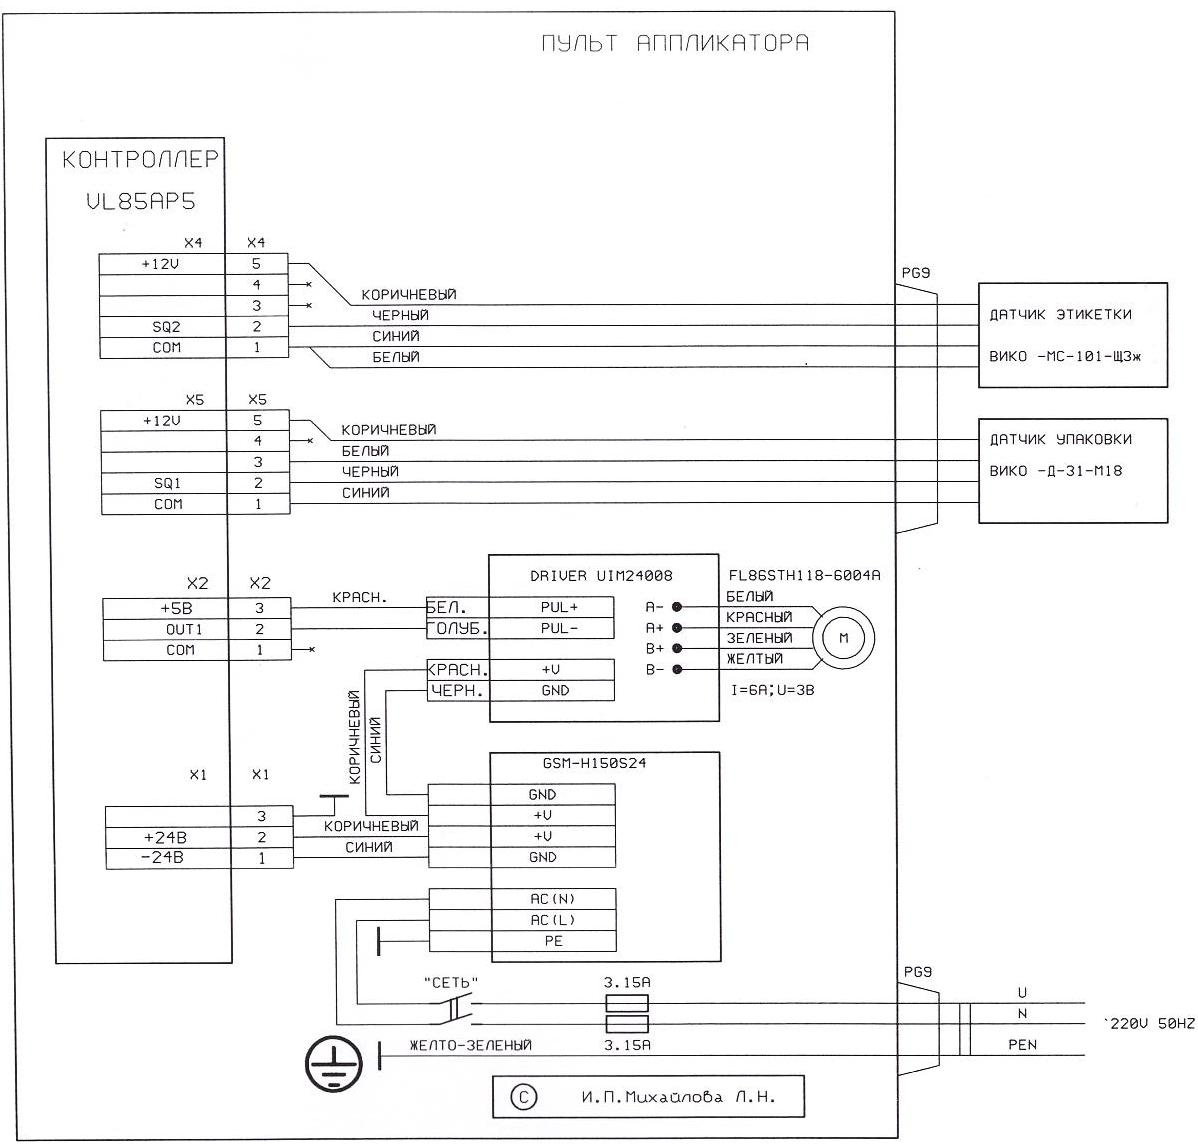 ПУЛЬТ АППЛИКАТОРА
КОНТРОЛЛЕР
VL85AP5
X4 X4
+12V 5
4
3
SQ2 2
COM 1
КОРИЧНЕВЫЙ
ЧЕРНЫЙ
СИНИЙ
БЕЛЫЙ
PG9
ДАТЧИК ЭТИКЕТКИ
ВИКО -МС-101-ЩЗж
X5 X5
+12V 5
4
3
SQ1 2
COM 1
КОРИЧНЕВЫЙ
БЕЛЫЙ
ЧЕРНЫЙ
СИНИЙ
ДАТЧИК УПАКОВКИ
ВИКО -Д-31-М18
X2 X2
+5В 3
OUT1 2
COM 1
КРАСН.
DRIVER UIM24008
БЕЛ. PUL+
ГОЛУБ. PUL-
КРАСН. +V
ЧЕРН. GND
A-
A+
B+
B-
FL86STH118-6004A
БЕЛЫЙ
КРАСНЫЙ
ЗЕЛЕНЫЙ
ЖЕЛТЫЙ
M
I=6A;U=3В
КОРИЧНЕВЫЙ
СИНИЙ
X1 X1
3
+24В 2
-24В 1
КОРИЧНЕВЫЙ
СИНИЙ
GSM-H150S24
GND
+V
+V
GND
AC(N)
AC(L)
PE
"СЕТЬ"
3.15A
3.15A
ЖЕЛТО-ЗЕЛЕНЫЙ
PG9
U
N
PEN
`220V 50HZ
© И.П.Михайлова Л.Н.